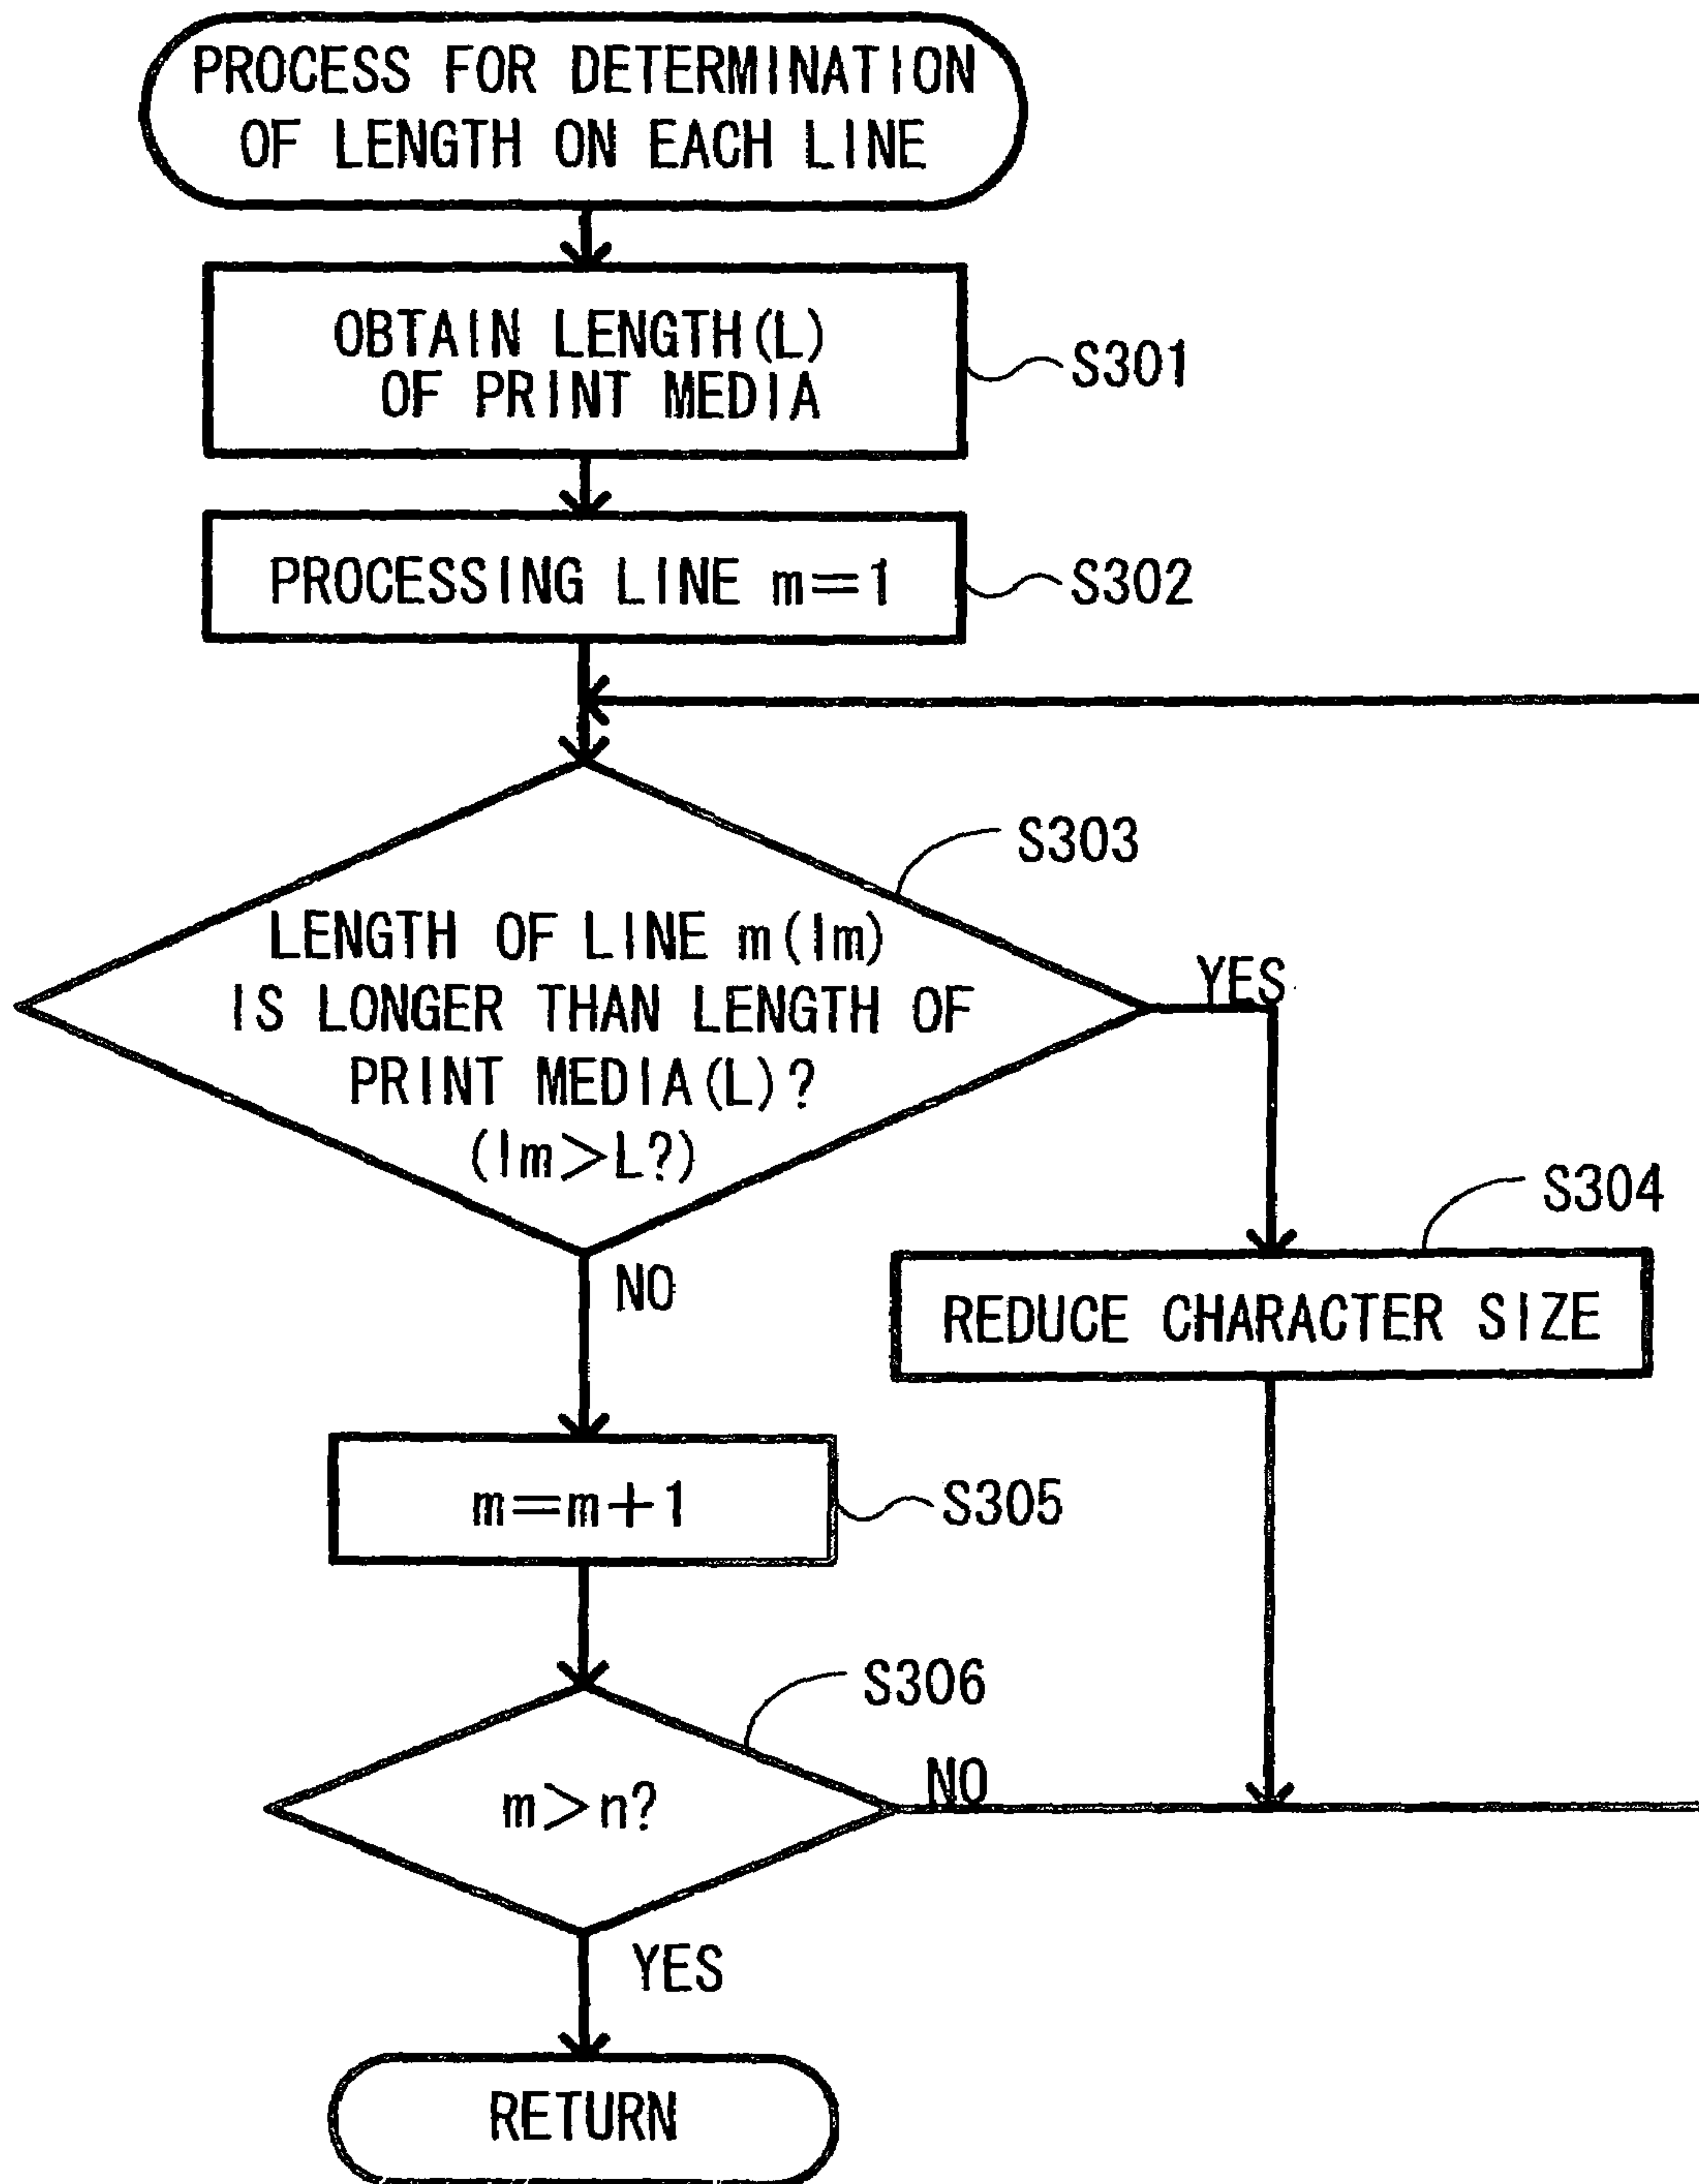 PROCESS FOR DETERMINATION
OF LENGTH ON EACH LINE
OBTAIN LENGTH(L)
OF PRINT MEDIA
S301
PROCESSING LINE m=1
S302
S303
LENGTH OF LINE m(lm)
IS LONGER THAN LENGTH OF
PRINT MEDIA(L)?
(lm>L?)
YES
NO
S304
REDUCE CHARACTER SIZE
m=m+1
S305
S306
m>n?
NO
YES
RETURN